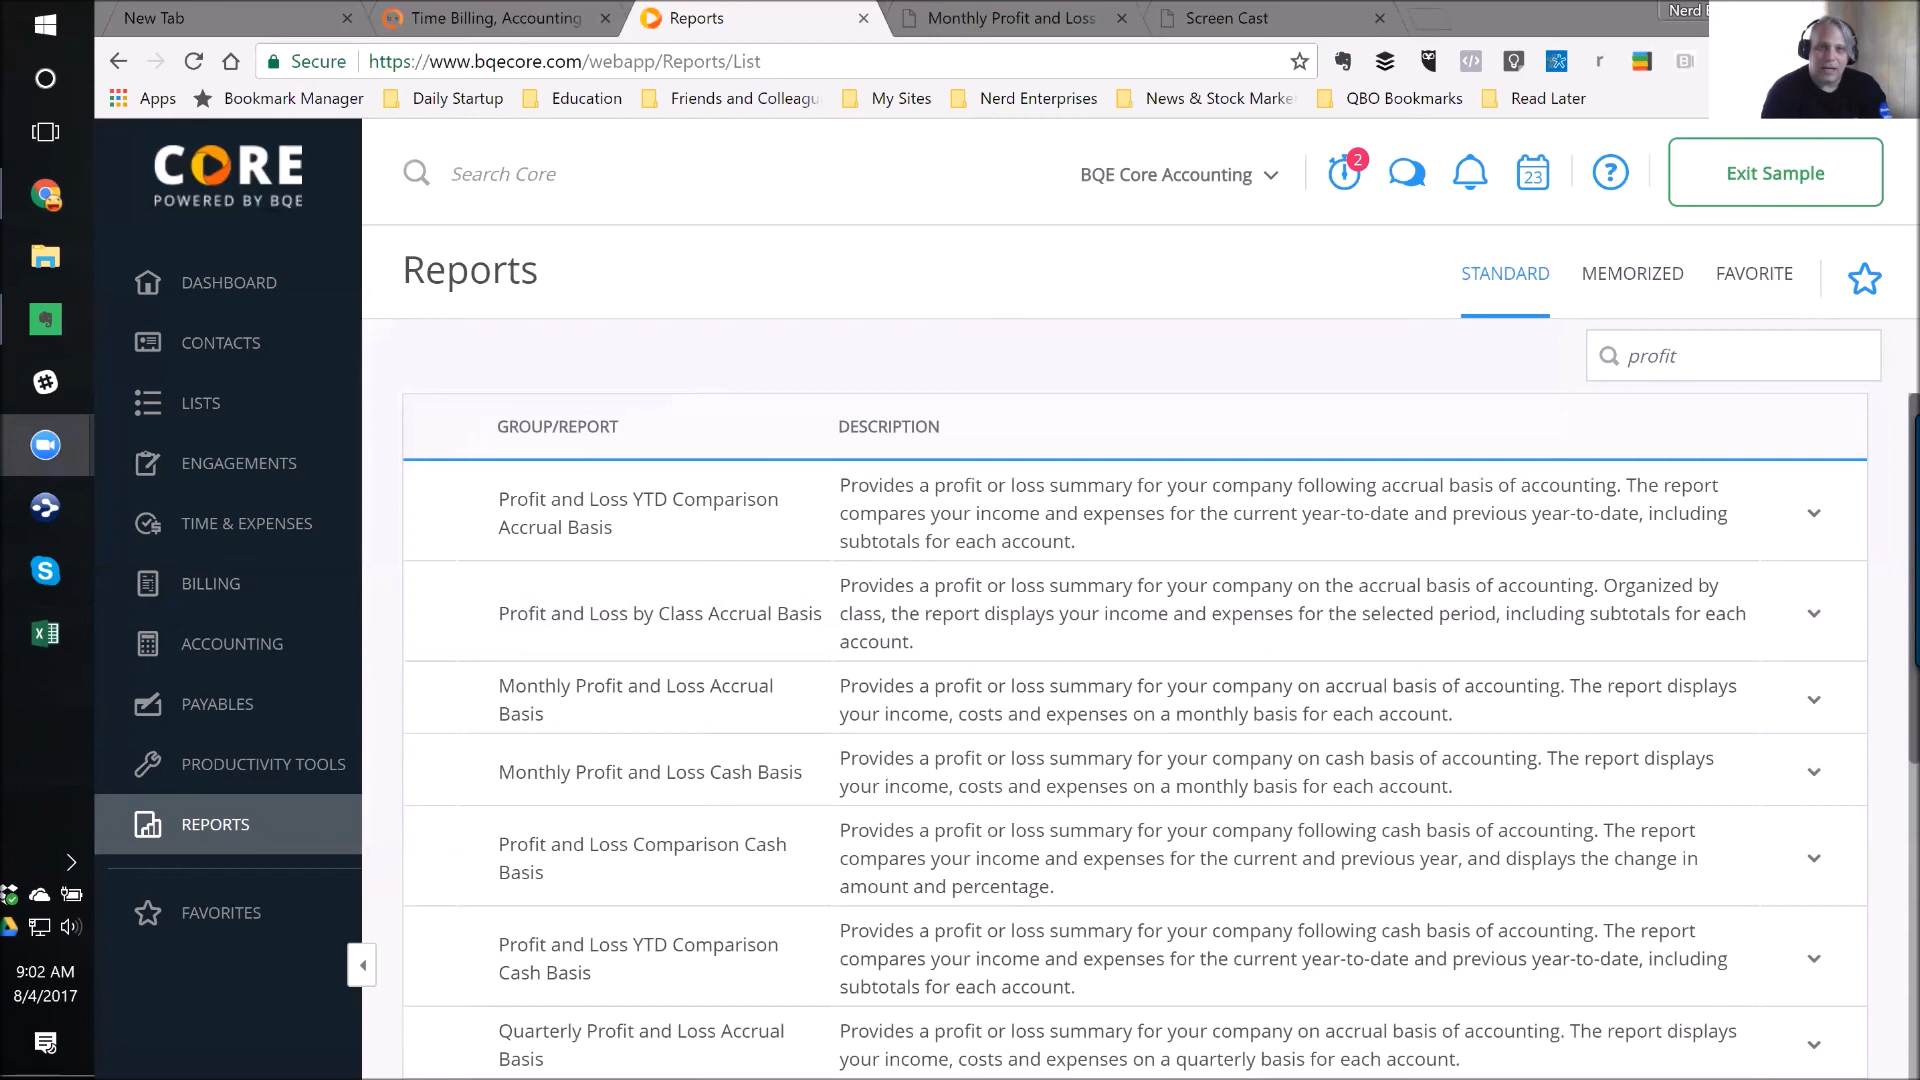 New Tab
Time Billing, Accounting
Reports
Monthly Profit and Loss
Screen Cast
Nerd
Secure
https://www.bqecore.com/webapp/Reports/List
Apps
Bookmark Manager
Daily Startup
Education
Friends and Colleagu
My Sites
Nerd Enterprises
News & Stock Marke
QBO Bookmarks
Read Later
CORE
POWERED BY BQE
Search Core
BQE Core Accounting
2
23
?
Exit Sample
DASHBOARD
CONTACTS
LISTS
ENGAGEMENTS
TIME & EXPENSES
BILLING
ACCOUNTING
PAYABLES
PRODUCTIVITY TOOLS
REPORTS
FAVORITES
Reports
STANDARD
MEMORIZED
FAVORITE
profit
GROUP/REPORT
DESCRIPTION
Profit and Loss YTD Comparison
Accrual Basis
Provides a profit or loss summary for your company following accrual basis of accounting. The report
compares your income and expenses for the current year-to-date and previous year-to-date, including
subtotals for each account.
Profit and Loss by Class Accrual Basis
Provides a profit or loss summary for your company on the accrual basis of accounting. Organized by
class, the report displays your income and expenses for the selected period, including subtotals for each
account.
Monthly Profit and Loss Accrual
Basis
Provides a profit or loss summary for your company on accrual basis of accounting. The report displays
your income, costs and expenses on a monthly basis for each account.
Monthly Profit and Loss Cash Basis
Provides a profit or loss summary for your company on cash basis of accounting. The report displays
your income, costs and expenses on a monthly basis for each account.
Profit and Loss Comparison Cash
Basis
Provides a profit or loss summary for your company following cash basis of accounting. The report
compares your income and expenses for the current and previous year, and displays the change in
amount and percentage.
Profit and Loss YTD Comparison
Cash Basis
Provides a profit or loss summary for your company following cash basis of accounting. The report
compares your income and expenses for the current year-to-date and previous year-to-date, including
subtotals for each account.
Quarterly Profit and Loss Accrual
Basis
Provides a profit or loss summary for your company on accrual basis of accounting. The report displays
your income, costs and expenses on a quarterly basis for each account.
9:02 AM
8/4/2017